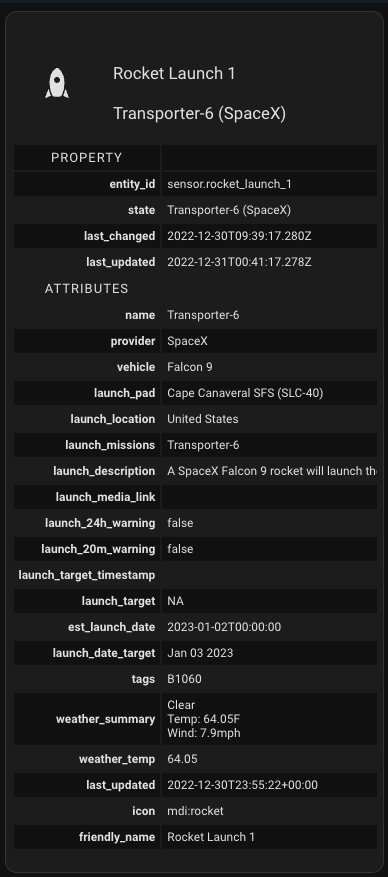 Rocket Launch 1
Transporter-6 (SpaceX)
PROPERTY
entity_id sensor.rocket_launch_1
state Transporter-6 (SpaceX)
last_changed 2022-12-30T09:39:17.280Z
last_updated 2022-12-31T00:41:17.278Z
ATTRIBUTES
name Transporter-6
provider SpaceX
vehicle Falcon 9
launch_pad Cape Canaveral SFS (SLC-40)
launch_location United States
launch_missions Transporter-6
launch_description A SpaceX Falcon 9 rocket will launch
launch_media_link
launch_24h_warning false
launch_20m_warning false
launch_target_timestamp
launch_target NA
est_launch_date 2023-01-02T00:00:00
launch_date_target Jan 03 2023
tags B1060
weather_summary Clear
Temp: 64.05F
Wind: 7.9mph
weather_temp 64.05
last_updated 2022-12-30T23:55:22+00:00
icon mdi:rocket
friendly_name Rocket Launch 1